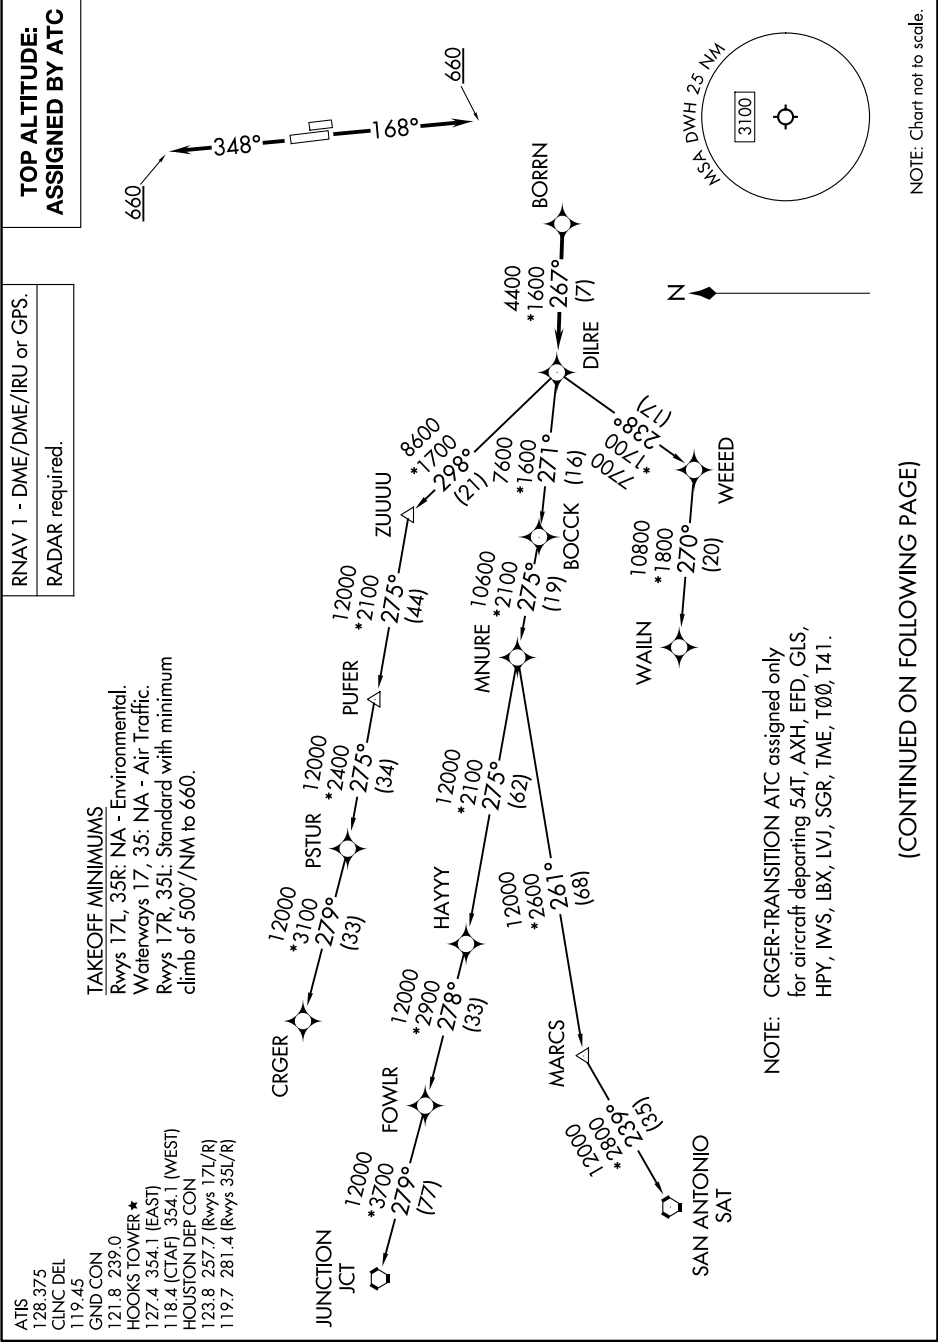 ATIS
128.375
CLNC DEL
119.45
GND CON
121.8 239.0
HOOKS TOWER★
127.4 354.1 (EAST)
118.4 (CTAF) 354.1 (WEST)
HOUSTON DEP CON
123.8 257.7 (Rwys 17L/R)
119.7 281.4 (Rwys 35L/R)
RNAV 1 - DME/DME/IRU or GPS.
RADAR required.
TOP ALTITUDE:
ASSIGNED BY ATC
TAKEOFF MINIMUMS
Rwys 17L, 35R: NA - Environmental.
Waterways 17, 35: NA - Air Traffic.
Rwys 17R, 35L: Standard with minimum
climb of 500'/NM to 660.
660
348°
168°
660
CRGER
12000
*3100
279°
(33)
PSTUR
12000
*2400
275°
(34)
PUFER
12000
*2100
275°
(44)
ZUUUU
8600
*1700
298°
(21)
JUNCTION
JCT
12000
*3700
279°
(77)
FOWLR
12000
*2900
278°
(33)
HAYYY
12000
*2100
275°
(62)
MNURE
10600
*2100
275°
(19)
BOCCK
7600
*1600
271°
(16)
DILRE
4400
*1600
267°
(7)
BORRN
SAN ANTONIO
SAT
12000
*2800
239°
(35)
MARCS
12000
*2600
261°
(68)
WAILN
10800
*1800
270°
(20)
WEEED
7700
*1700
238°
(17)
N
MSA DWH 25 NM
3100
NOTE: CRGER-TRANSITION ATC assigned only
for aircraft departing 54T, AXH, EFD, GLS,
HPY, IWS, LBX, LVJ, SGR, TME, TØØ, T41.
(CONTINUED ON FOLLOWING PAGE)
NOTE: Chart not to scale.